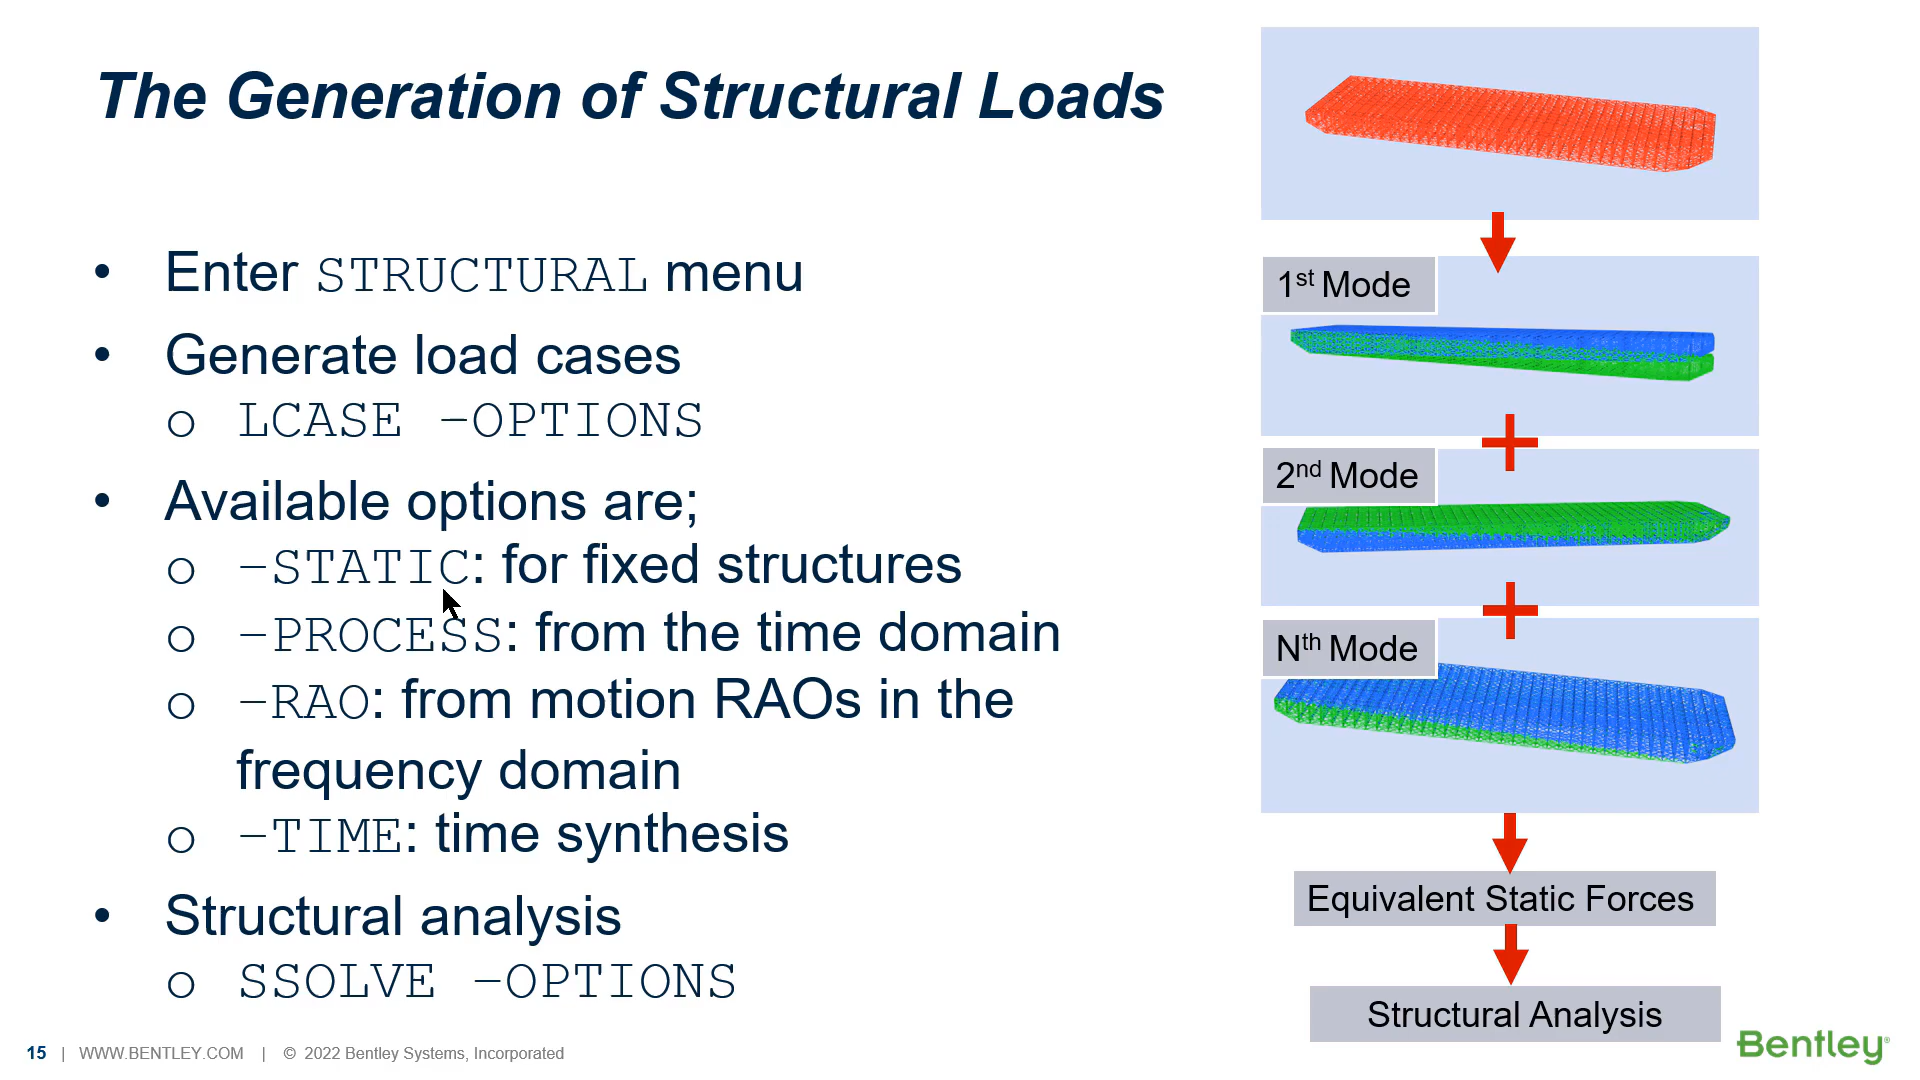 The Generation of Structural Loads
• Enter STRUCTURAL menu
• Generate load cases
o LCASE –OPTIONS
• Available options are;
o –STATIC: for fixed structures
o –PROCESS: from the time domain
o –RAO: from motion RAOs in the
frequency domain
o –TIME: time synthesis
• Structural analysis
o SSOLVE –OPTIONS
1st Mode
2nd Mode
Nth Mode
Equivalent Static Forces
Structural Analysis
15 | WWW.BENTLEY.COM | © 2022 Bentley Systems, Incorporated
Bentley®